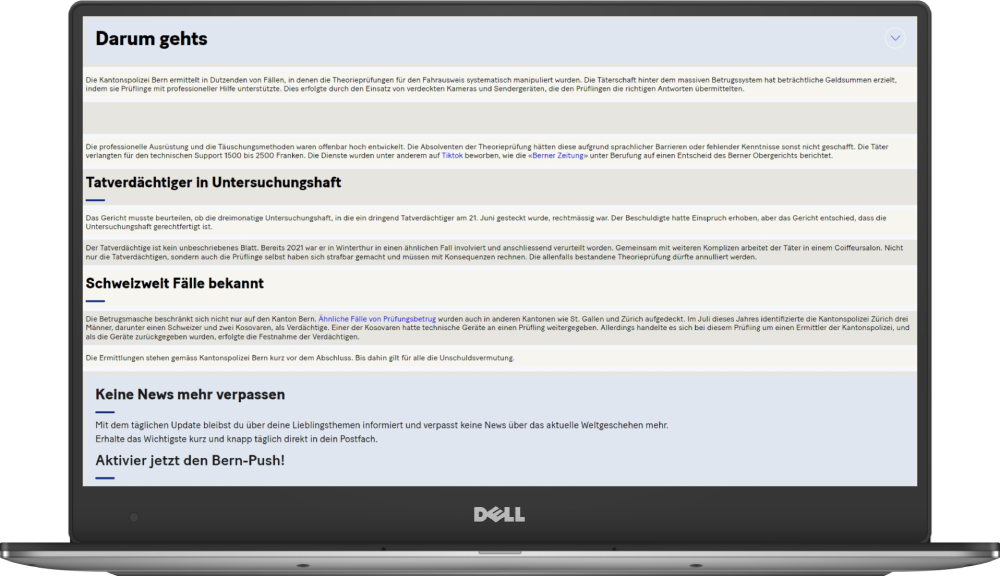 Darum gehts
Die Kantonspolizei Bern ermittelt in Dutzenden von Fällen, in denen die Theorieprüfungen für den Fahrausweis systematisch manipuliert wurden. Die Täterschaft hinter dem massiven Betrugssystem hat beträchtliche Geldsummen erzielt,
indem sie Prüflinge mit professioneller Hilfe unterstützte. Dies erfolgte durch den Einsatz von verdeckten Kameras und Sendergeräten, die den Prüflingen die richtigen Antworten übermittelten.
Die professionelle Ausrüstung und die Täuschungsmethoden waren offenbar hoch entwickelt. Die Absolventen der Theorieprüfung hätten diese aufgrund sprachlicher Barrieren oder fehlender Kenntnisse sonst nicht geschafft. Die Täter
verlangten für den technischen Support 1500 bis 2500 Franken. Die Dienste wurden unter anderem auf Tiktok beworben, wie die «Berner Zeitung» unter Berufung auf einen Entscheid des Berner Obergerichts berichtet.
Tatverdächtiger in Untersuchungshaft
Das Gericht musste beurteilen, ob die dreimonatige Untersuchungshaft, in die ein dringend Tatverdächtiger am 21. Juni gesteckt wurde, rechtmässig war. Der Beschuldigte hatte Einspruch erhoben, aber das Gericht entschied, dass die
Untersuchungshaft gerechtfertigt ist.
Der Tatverdächtige ist kein unbeschriebenes Blatt. Bereits 2021 war er in Winterthur in einen ähnlichen Fall involviert und anschliessend verurteilt worden. Gemeinsam mit weiteren Komplizen arbeitet der Täter in einem Coiffeursalon. Nicht
nur die Tatverdächtigen, sondern auch die Prüflinge selbst haben sich strafbar gemacht und müssen mit Konsequenzen rechnen. Die allenfalls bestandene Theorieprüfung dürfte annulliert werden.
Schweizweit Fälle bekannt
Die Betrugsmasche beschränkt sich nicht nur auf den Kanton Bern. Ähnliche Fälle von Prüfungsbetrug wurden auch in anderen Kantonen wie St. Gallen und Zürich aufgedeckt. Im Juli dieses Jahres identifizierte die Kantonspolizei Zürich drei
Männer, darunter einen Schweizer und zwei Kosovaren, als Verdächtige. Einer der Kosovaren hatte technische Geräte an einen Prüfling weitergegeben. Allerdings handelte es sich bei diesem Prüfling um einen Ermittler der Kantonspolizei, und
als die Geräte zurückgegeben wurden, erfolgte die Festnahme der Verdächtigen.
Die Ermittlungen stehen gemäss Kantonspolizei Bern kurz vor dem Abschluss. Bis dahin gilt für alle die Unschuldsvermutung.
Keine News mehr verpassen
Mit dem täglichen Update bleibst du über deine Lieblingsthemen informiert und verpasst keine News über das aktuelle Weltgeschehen mehr.
Erhalte das Wichtigste kurz und knapp täglich direkt in dein Postfach.
Aktivier jetzt den Bern-Push!
DELL